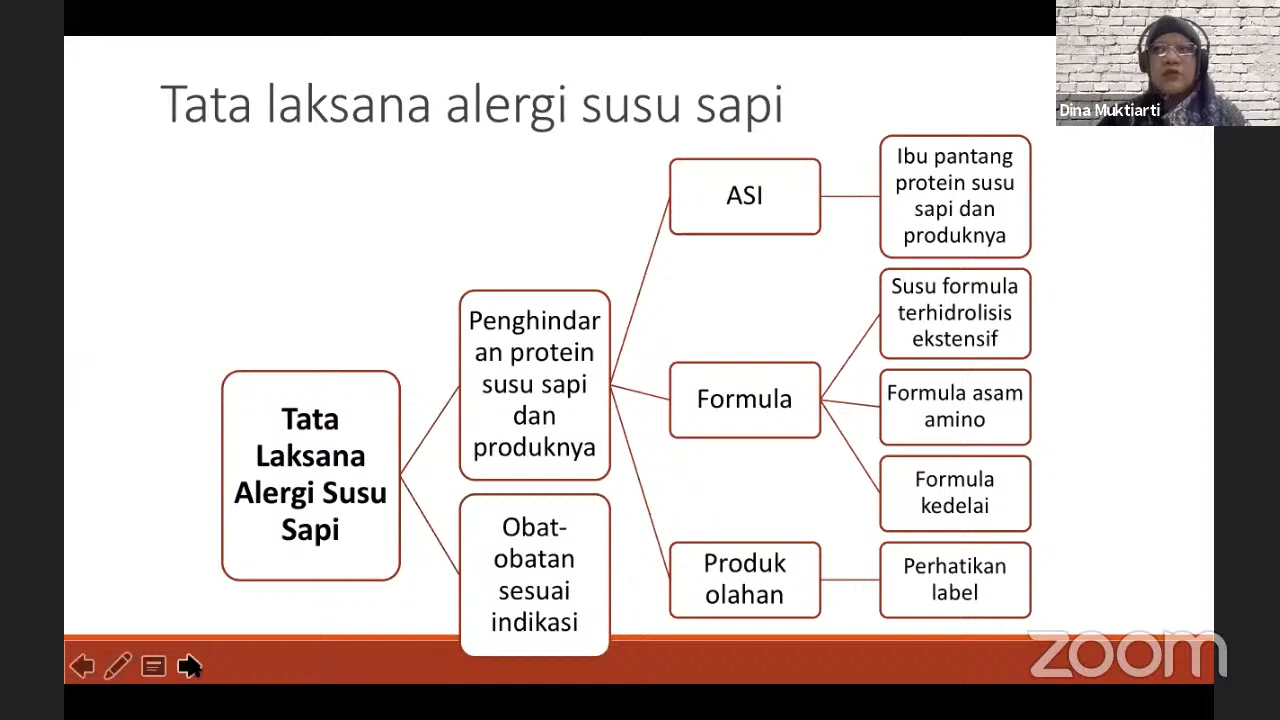 Tata laksana alergi susu sapi
Dina Muktiarti
Tata
Laksana
Alergi Susu
Sapi
Penghindar
an protein
susu sapi
dan
produknya
Obat-
obatan
sesuai
indikasi
ASI
Formula
Produk
olahan
Ibu pantang
protein susu
sapi dan
produknya
Susu formula
terhidrolisis
ekstensif
Formula asam
amino
Formula
kedelai
Perhatikan
label
zoom